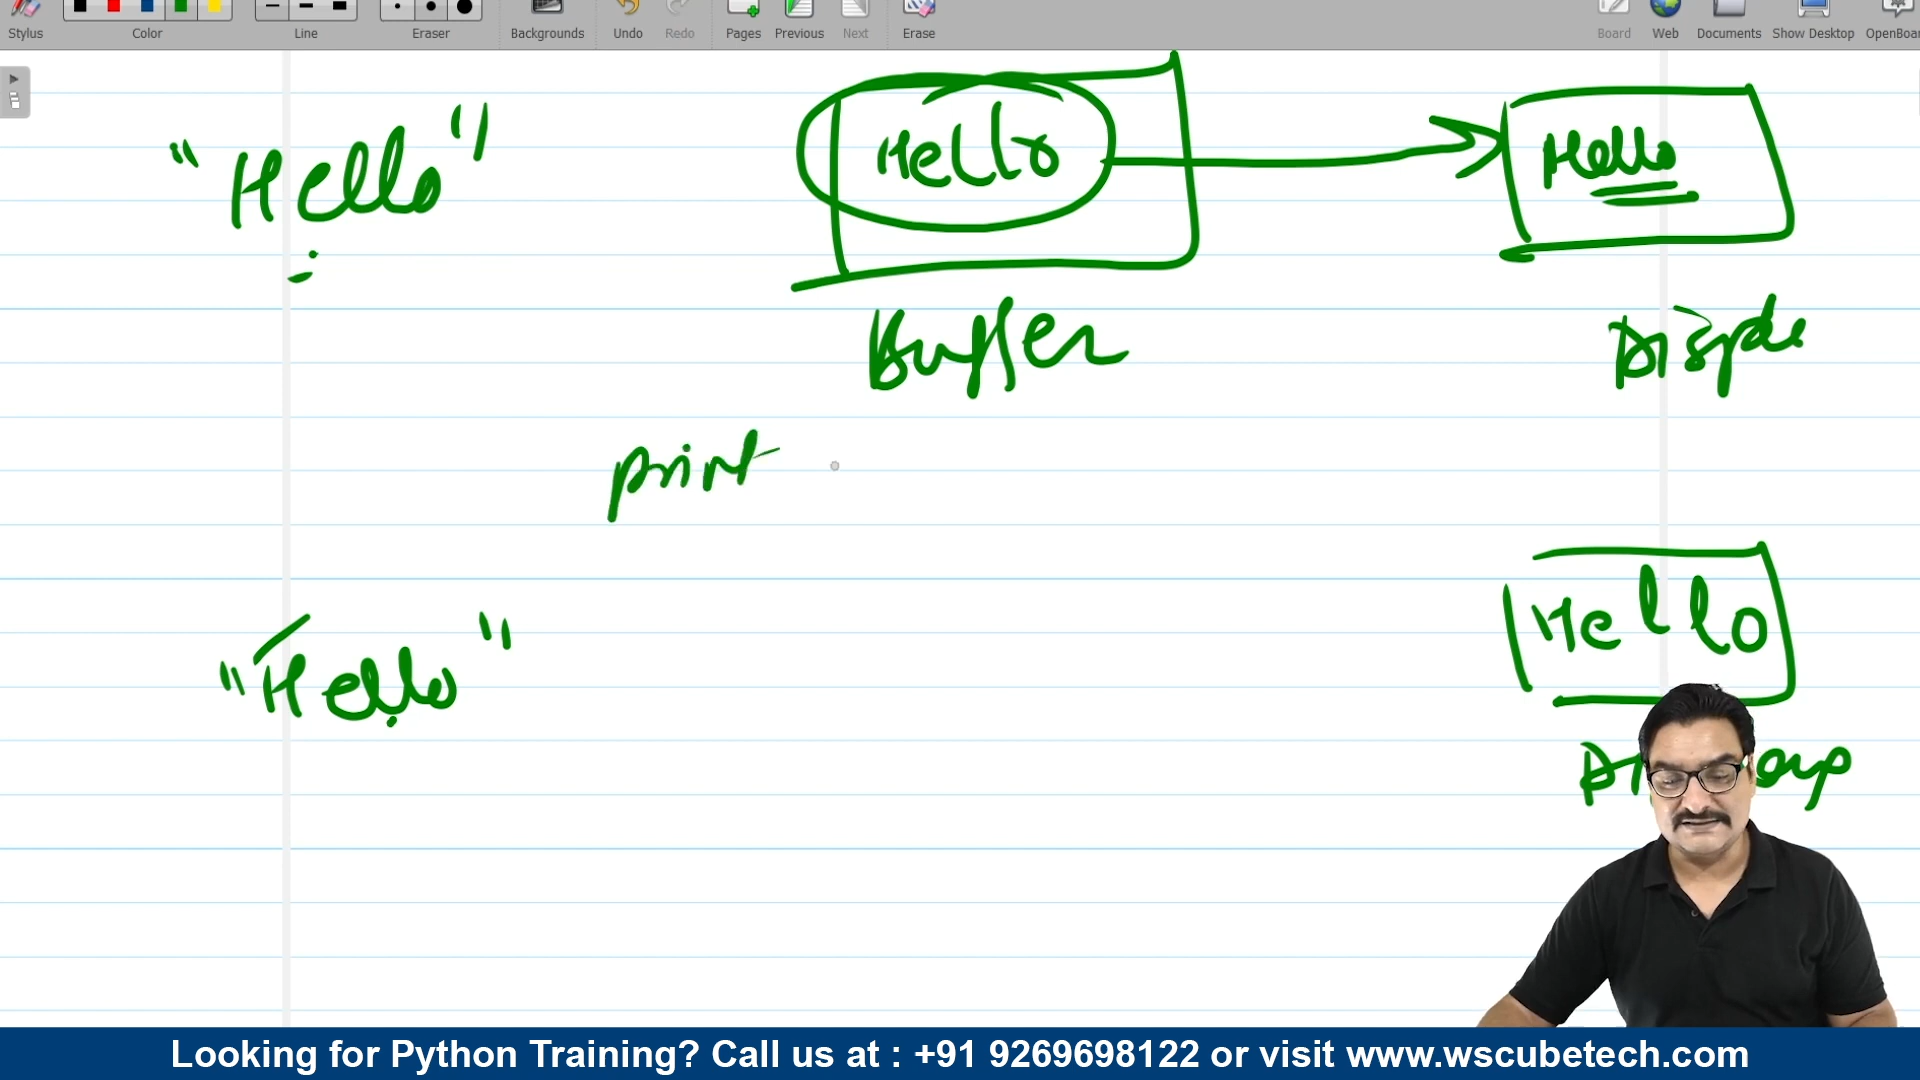 Stylus Color Line Eraser Backgrounds Undo Redo Pages Previous Next Erase Board Web Documents Show Desktop OpenBoar
"Hello" Hello Hello
Buffer
print
"Hello" Hello
Looking for Python Training? Call us at : +91 9269698122 or visit www.wscubetech.com